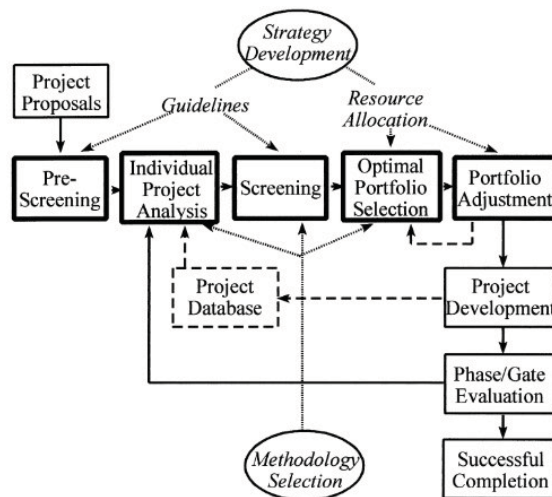 Strategy
Development
Project
Proposals
Guidelines
Resource
Allocation
Pre-
Screening
Individual
Project
Analysis
Screening
Optimal
Portfolio
Selection
Portfolio
Adjustment
Project
Database
Project
Development
Phase/Gate
Evaluation
Methodology
Selection
Successful
Completion